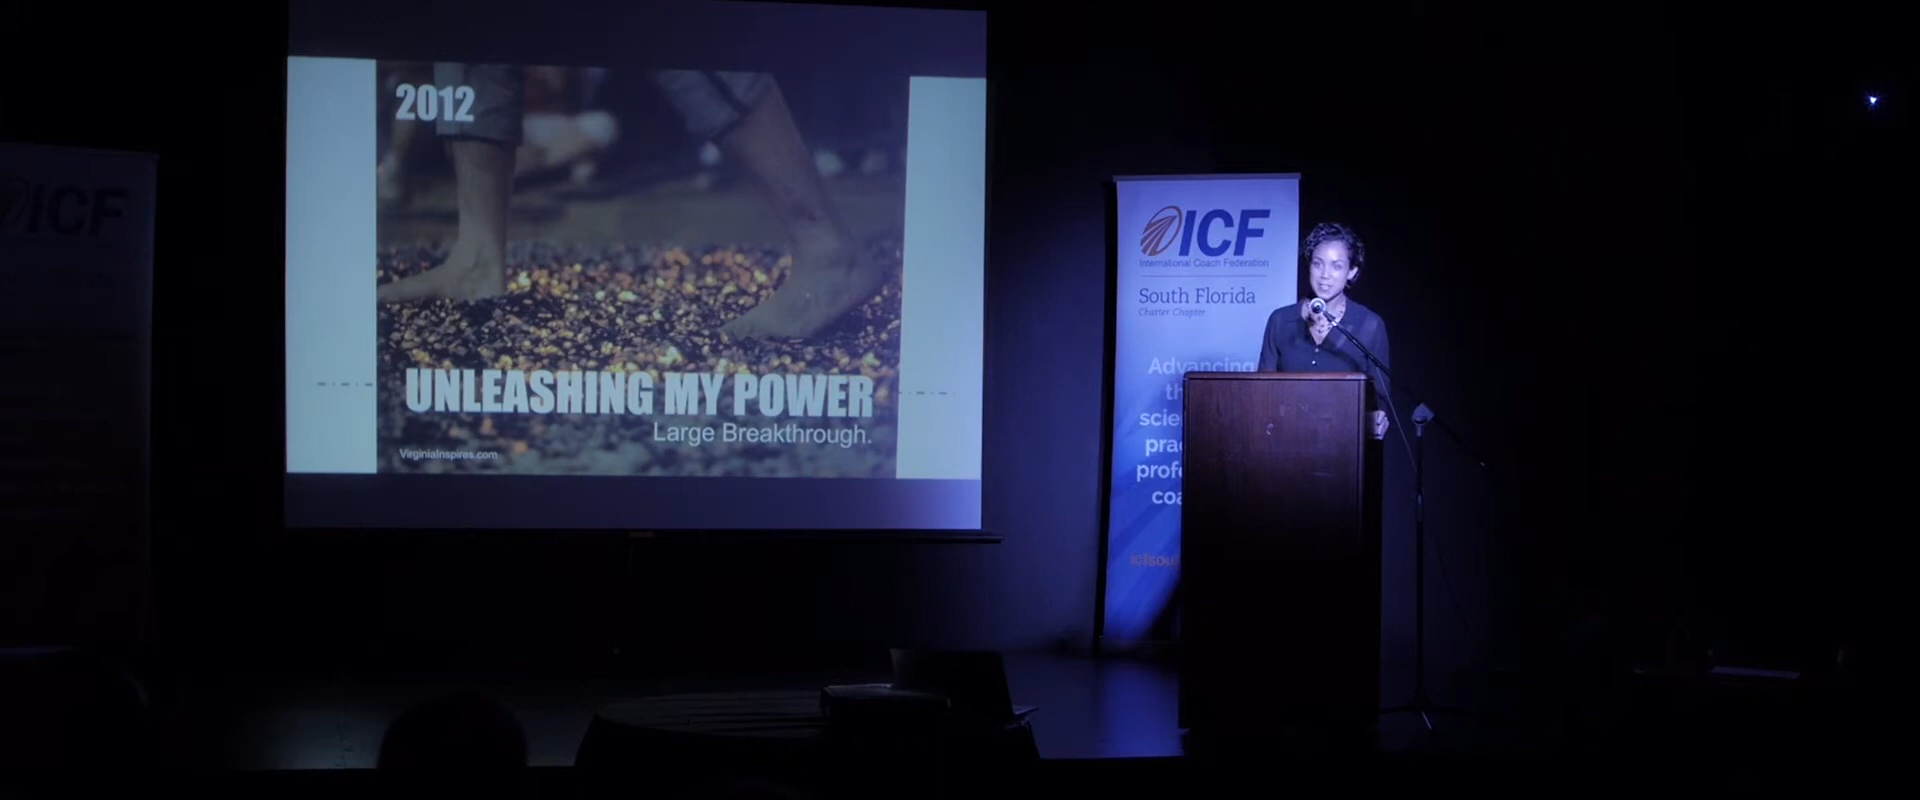 2012
UNLEASHING MY POWER
Large Breakthrough.
VirginiaInspires.com
ICF
ICF
International Coach Federation
South Florida
Charter Chapter
Advancing